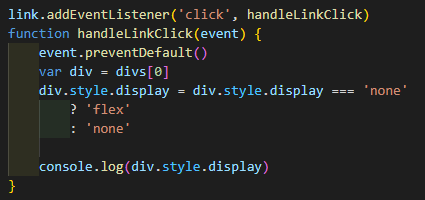 link.addEventListener('click', handleLinkClick)
function handleLinkClick(event) {
    event.preventDefault()
    var div = divs[0]
    div.style.display = div.style.display === 'none'
        ? 'flex'
        : 'none'

    console.log(div.style.display)
}